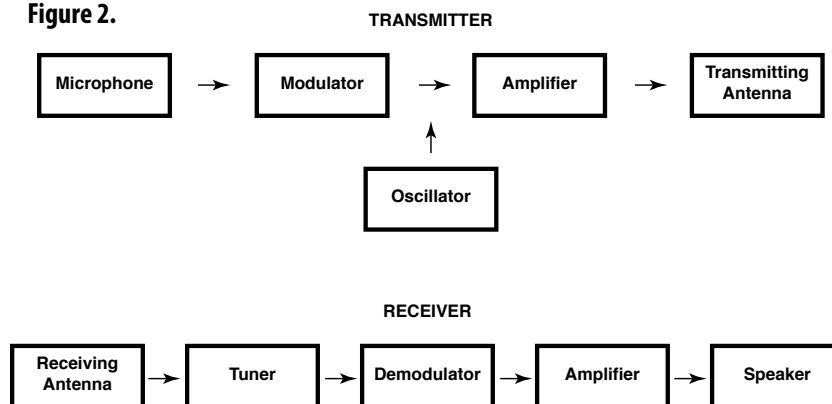 Figure 2.
TRANSMITTER
Microphone
Modulator
Amplifier
Transmitting
Antenna
Oscillator
RECEIVER
Receiving
Antenna
Tuner
Demodulator
Amplifier
Speaker